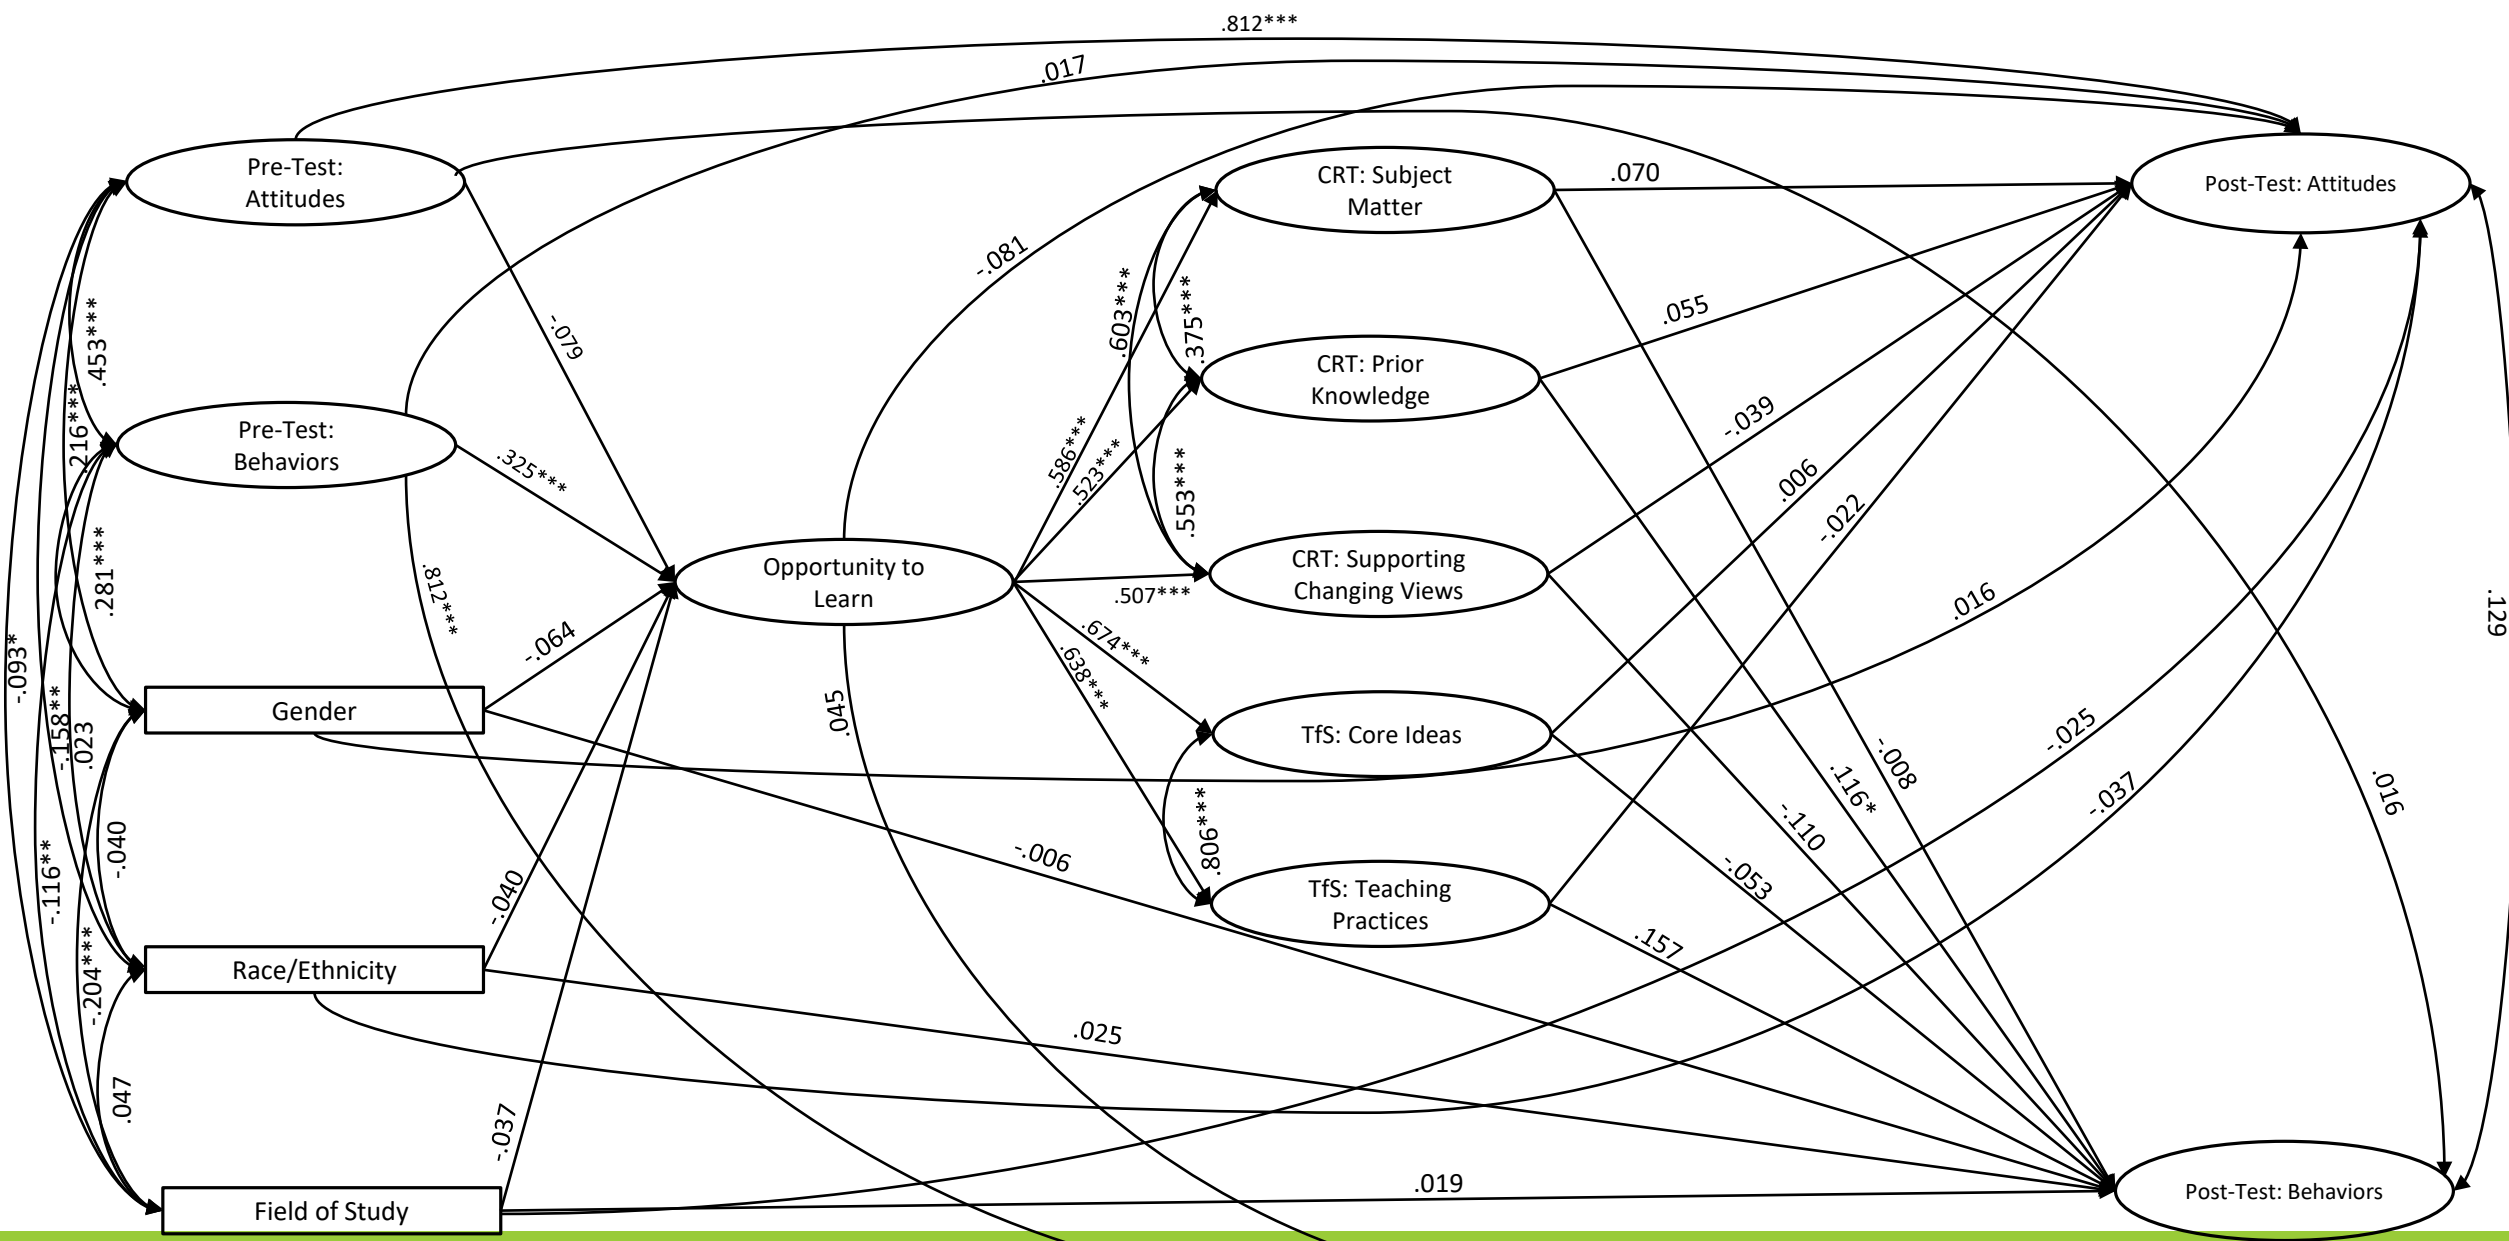 .812***
.017
Pre-Test:
Attitudes
CRT: Subject
Matter
.070
Post-Test: Attitudes
-.081
.603***
.375***
.453***
-.079
.055
CRT: Prior
Knowledge
.216***
Pre-Test:
Behaviors
-.039
.325***
.586***
.523***
.553***
.006
-.022
.281***
.812***
Opportunity to
Learn
CRT: Supporting
Changing Views
.507***
.016
.129
-.093*
-.064
.674***
.638***
-.158**
.023
Gender
.045
TfS: Core Ideas
-.025
-.008
.116*
-.037
.016
-.040
-.006
.806***
-.110
-.116**
-.040
TfS: Teaching
Practices
-.053
.157
-.204***
Race/Ethnicity
.025
.047
-.037
Field of Study
.019
Post-Test: Behaviors